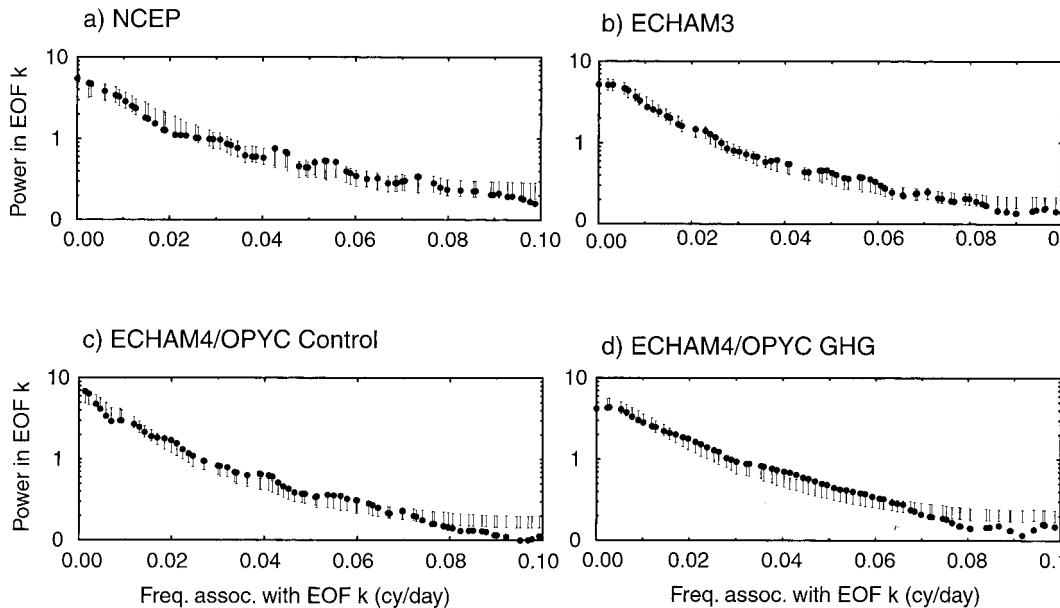 a) NCEP
b) ECHAM3
10
1
0
Power in EOF k
0.00 0.02 0.04 0.06 0.08 0.10
10
1
0
0.00 0.02 0.04 0.06 0.08 0.1
c) ECHAM4/OPYC Control
d) ECHAM4/OPYC GHG
10
1
0
Power in EOF k
0.00 0.02 0.04 0.06 0.08 0.10
Freq. assoc. with EOF k (cy/day)
10
1
0
0.00 0.02 0.04 0.06 0.08 0.1
Freq. assoc. with EOF k (cy/day)